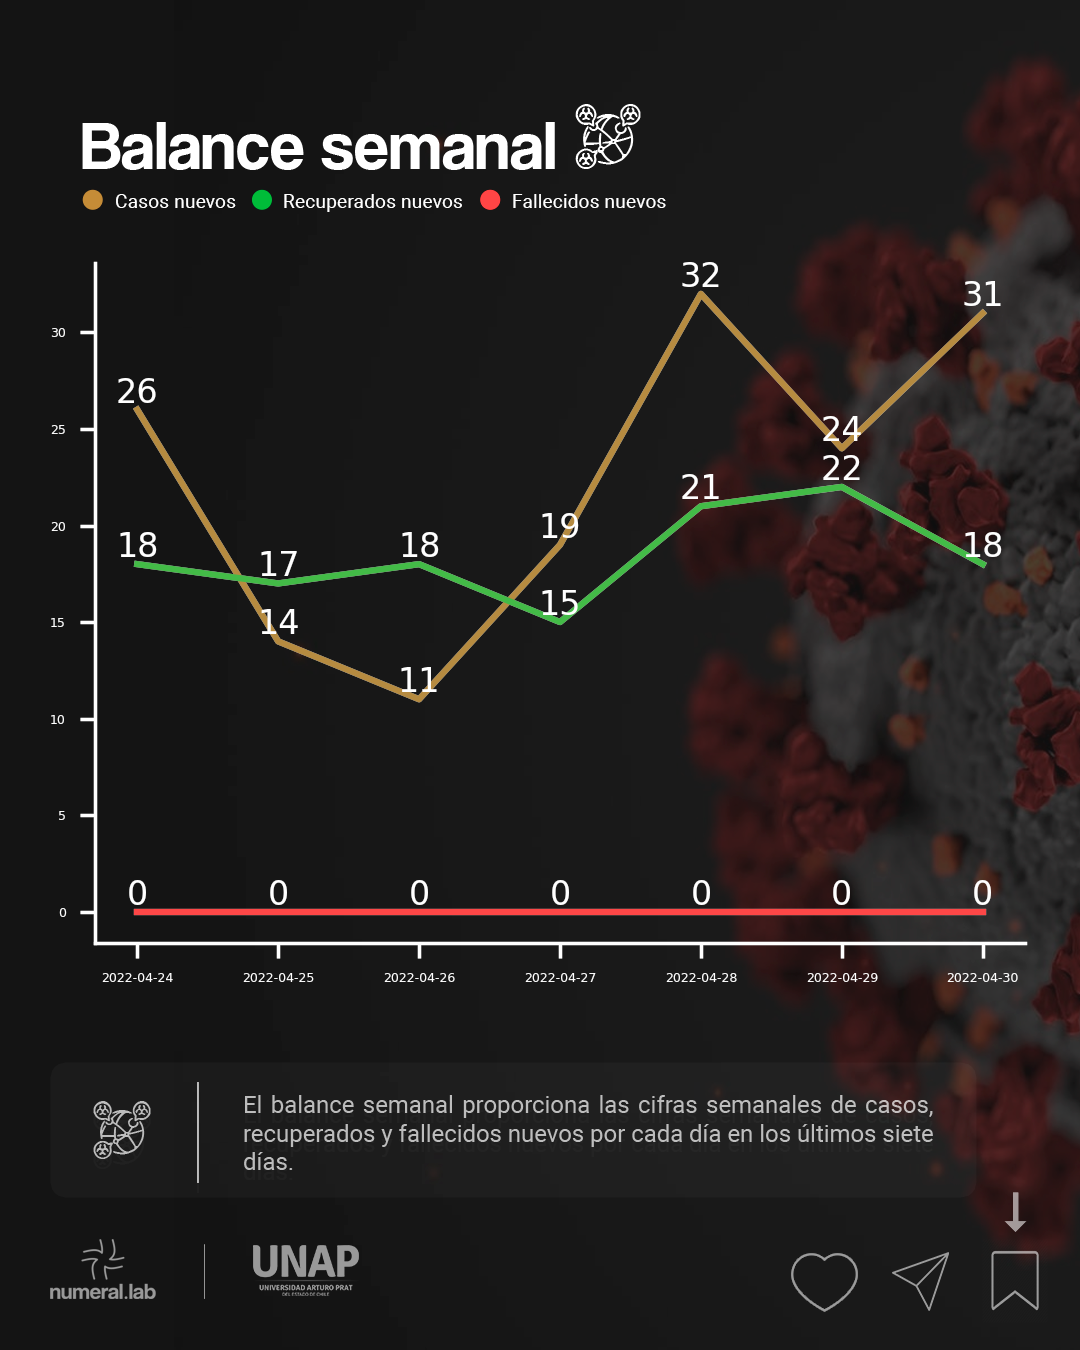 Balance semanal
Casos nuevos Recuperados nuevos Fallecidos nuevos
32
31
30
26
25
24
22
21
20
19
18 17 18 18
15
15
14
11
10
5
0 0 0 0 0 0 0
0
2022-04-24 2022-04-25 2022-04-26 2022-04-27 2022-04-28 2022-04-29 2022-04-30
El balance semanal proporciona las cifras semanales de casos,
recuperados y fallecidos nuevos por cada día en los últimos siete
días.
numeral.lab
UNAP
UNIVERSIDAD ARTURO PRAT
DEL ESTADO DE CHILE